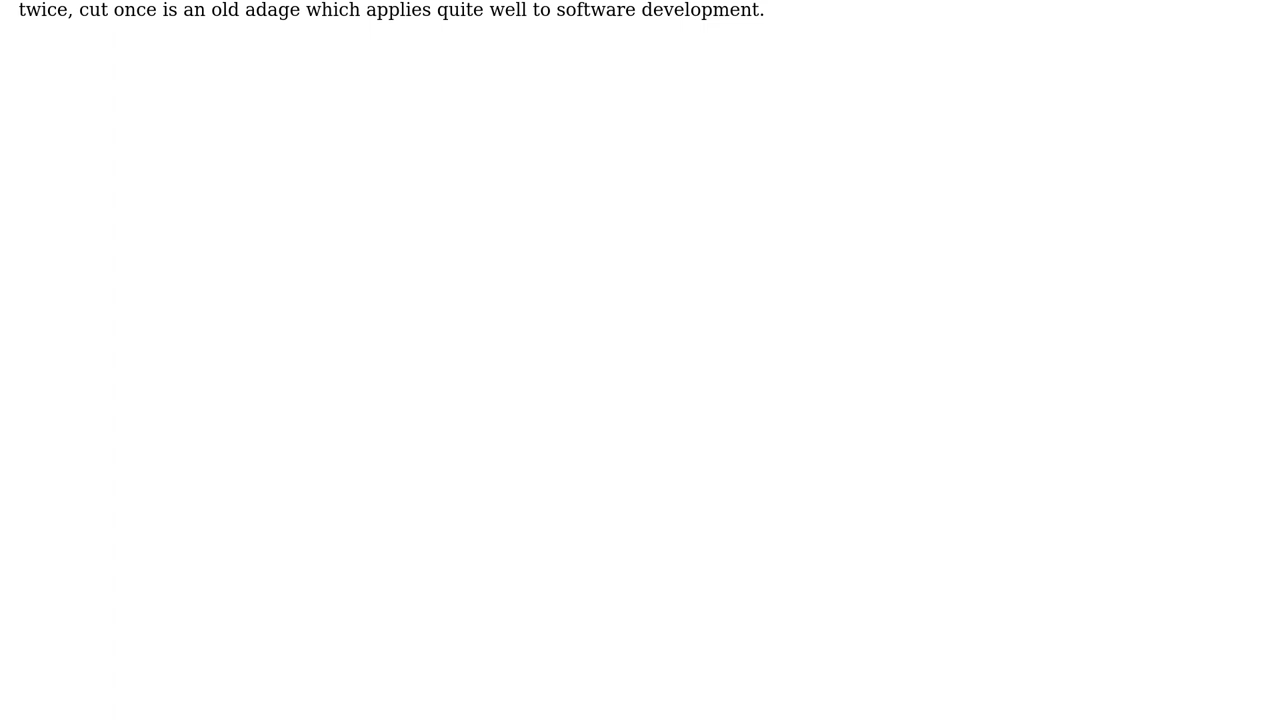 twice, cut once is an old adage which applies quite well to software development.